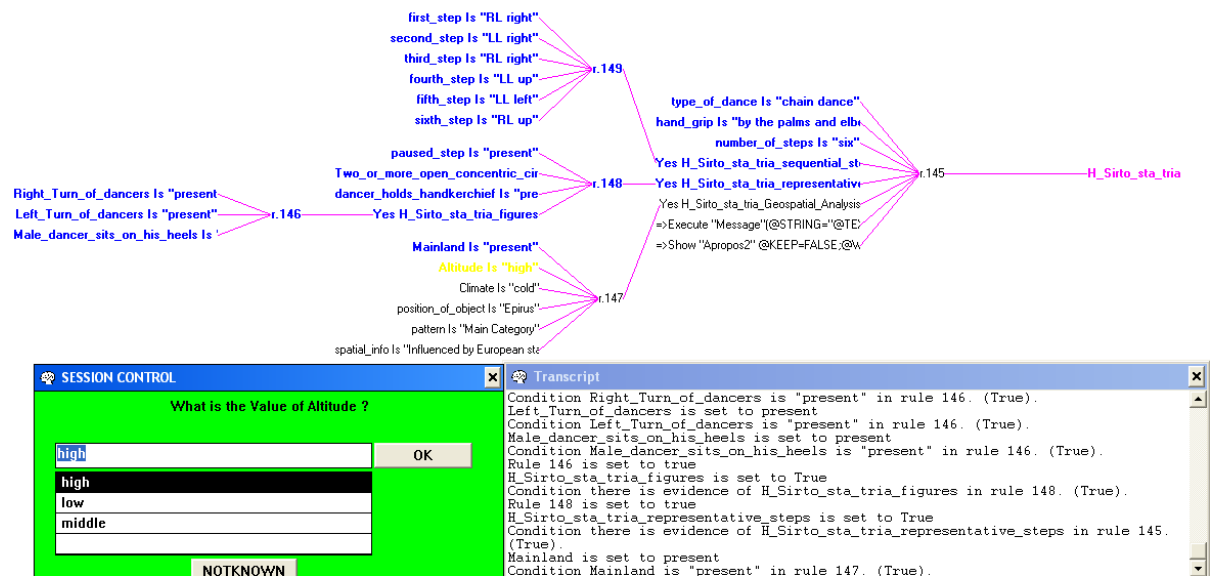 first_step Is "RL right"
second_step Is "LL right"
third_step Is "RL right"
fourth_step Is "LL up"
fifth_step Is "LL left"
sixth_step Is "RL up"
r.149
paused_step Is "present"
Two_or_more_open_concentric_cir
dancer_holds_handkerchief Is "pre
Yes H_Sirto_sta_tria_figures
r.148
Right_Turn_of_dancers Is "present
Left_Turn_of_dancers Is "present"
Male_dancer_sits_on_his_heels Is '
r.146
Mainland Is "present"
Altitude Is "high"
Climate Is "cold"
position_of_object Is "Epirus"
pattern Is "Main Category"
spatial_info Is "Influenced by European sta
r.147
type_of_dance Is "chain dance"
hand_grip Is "by the palms and elb
number_of_steps Is "six"
Yes H_Sirto_sta_tria_sequential_st
Yes H_Sirto_sta_tria_representative
Yes H_Sirto_sta_tria_Geospatial_Analysis
=>Execute "Message"(@STRING="@TE
=>Show "Apropos2" @KEEP=FALSE;@W
r.145
H_Sirto_sta_tria
SESSION CONTROL
What is the Value of Altitude ?
high
OK
high
low
middle
NOTKNOWN
Transcript
Condition Right_Turn_of_dancers is "present" in rule 146. (True).
Left_Turn_of_dancers is set to present
Condition Left_Turn_of_dancers is "present" in rule 146. (True).
Male_dancer_sits_on_his_heels is set to present
Condition Male_dancer_sits_on_his_heels is "present" in rule 146. (True).
Rule 146 is set to true
H_Sirto_sta_tria_figures is set to True
Condition there is evidence of H_Sirto_sta_tria_figures in rule 148. (True).
Rule 148 is set to true
H_Sirto_sta_tria_representative_steps is set to True
Condition there is evidence of H_Sirto_sta_tria_representative_steps in rule 145.
(True).
Mainland is set to present
Condition Mainland is "present" in rule 147. (True).